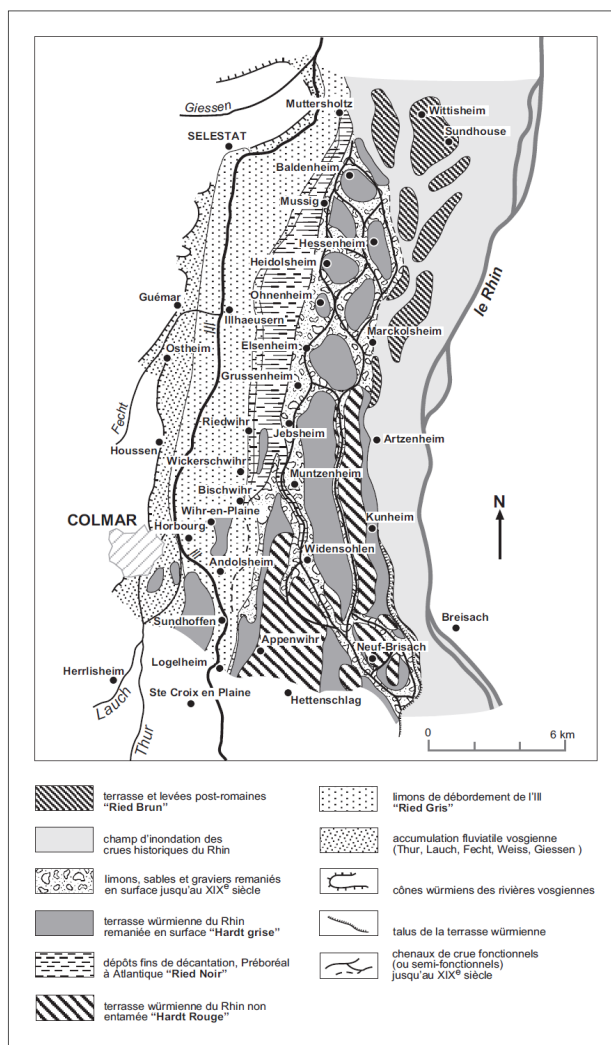 Giessen
Muttersholtz
Wittisheim
Sundhouse
SELESTAT
Baldenheim
Mussig
Hessenheim
Heidolsheim
le Rhin
Guémar
Ohnenheim
Illhaeusern
Ill
Marckolsheim
Ostheim
Elsenheim
Grussenheim
Fecht
Riedwihr
Jebsheim
Artzenheim
Houssen
Wickerschwihr
Muntzenheim
Bischwihr
N
Wihr-en-Plaine
COLMAR
Horbourg
Kunheim
Ill
Widensohlen
Andolsheim
Sundhoffen
Breisach
Appenwihr
Neuf-Brisach
Logelheim
Herrlisheim
Lauch
Ste Croix en Plaine
Hettenschlag
Thur
0 6 km
terrasse et levées post-romaines
“Ried Brun”
champ d'inondation des
crues historiques du Rhin
limons, sables et graviers remaniés
en surface jusqu'au XIXe siècle
terrasse würmienne du Rhin
remaniée en surface “Hardt grise”
dépôts fins de décantation, Préboréal
à Atlantique “Ried Noir”
terrasse würmienne du Rhin non
entamée “Hardt Rouge”
limons de débordement de l'Ill
“Ried Gris”
accumulation fluviatile vosgienne
(Thur, Lauch, Fecht, Weiss, Giessen )
cônes würmiens des rivières vosgiennes
talus de la terrasse würmienne
chenaux de crue fonctionnels
(ou semi-fonctionnels)
jusqu'au XIXe siècle